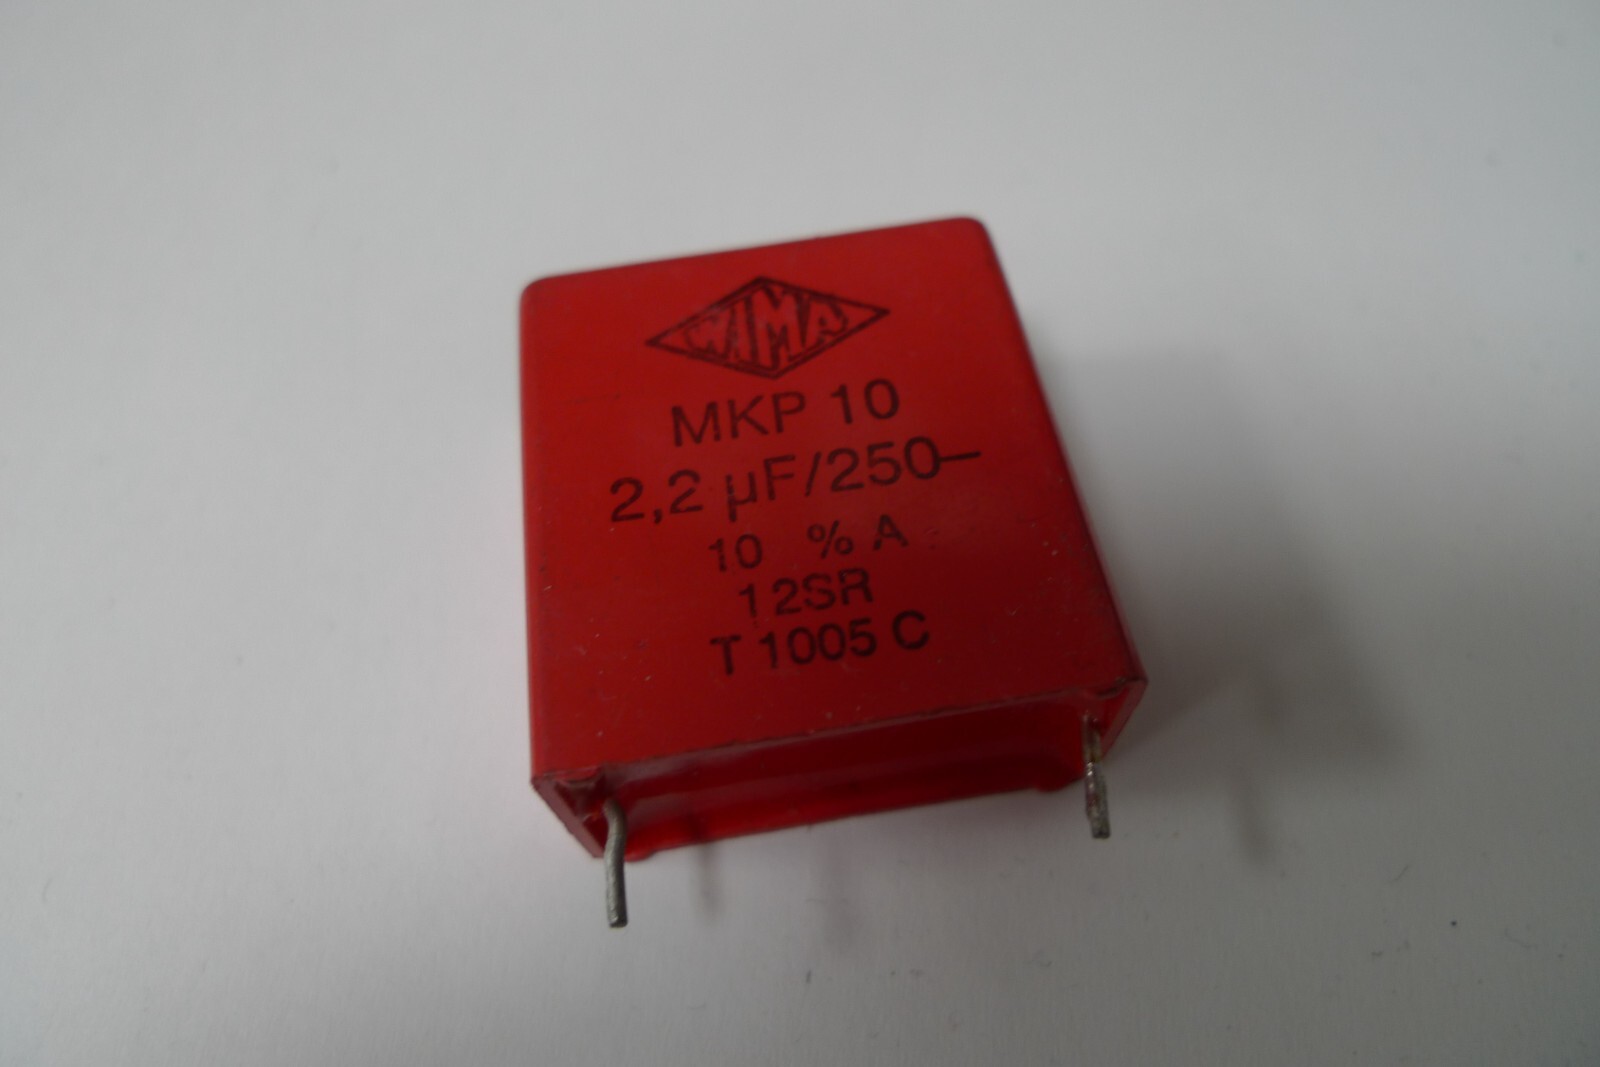 WIMA
MKP 10
2,2 µF/250–
10 % A
12SR
T 1005 C